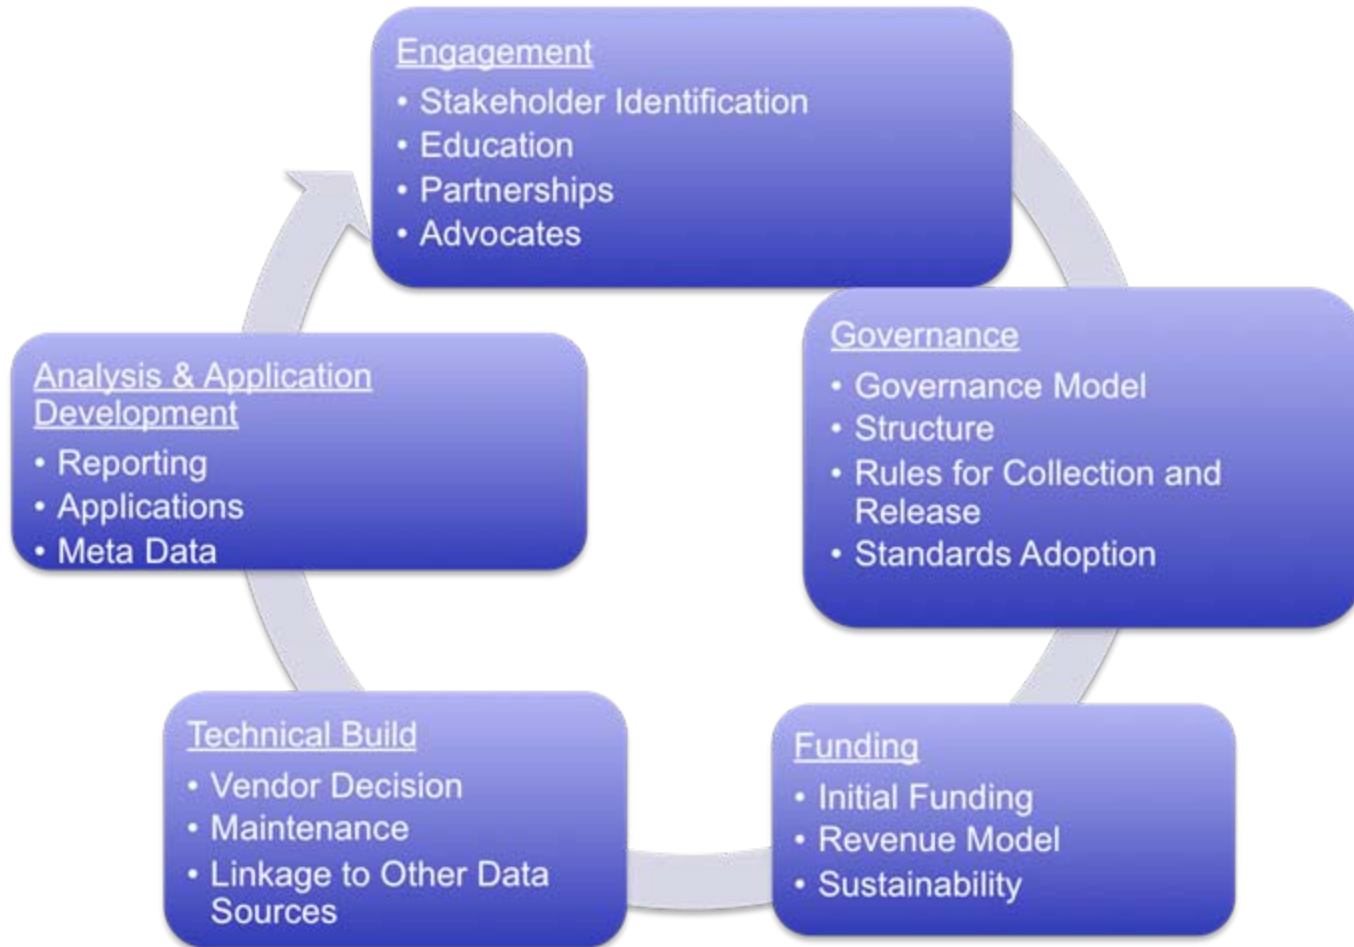 Engagement
• Stakeholder Identification
• Education
• Partnerships
• Advocates
Governance
• Governance Model
• Structure
• Rules for Collection and
Release
• Standards Adoption
Funding
• Initial Funding
• Revenue Model
• Sustainability
Technical Build
• Vendor Decision
• Maintenance
• Linkage to Other Data
Sources
Analysis & Application
Development
• Reporting
• Applications
• Meta Data